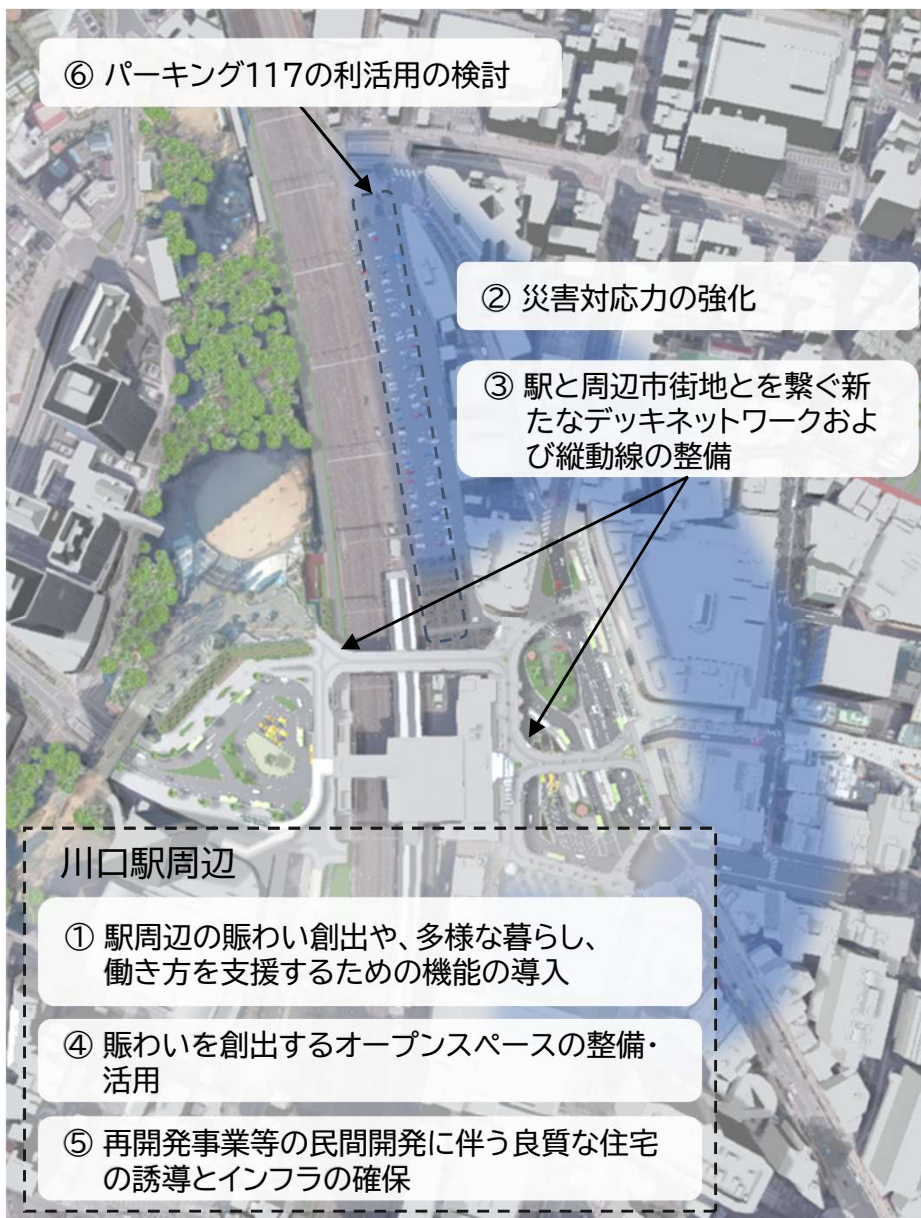 ⑥ パーキング117の利活用の検討
② 災害対応力の強化
③ 駅と周辺市街地とを繋ぐ新
たなデッキネットワークおよ
び縦動線の整備
川口駅周辺
① 駅周辺の賑わい創出や、多様な暮らし、
働き方を支援するための機能の導入
④ 賑わいを創出するオープンスペースの整備・
活用
⑤ 再開発事業等の民間開発に伴う良質な住宅
の誘導とインフラの確保